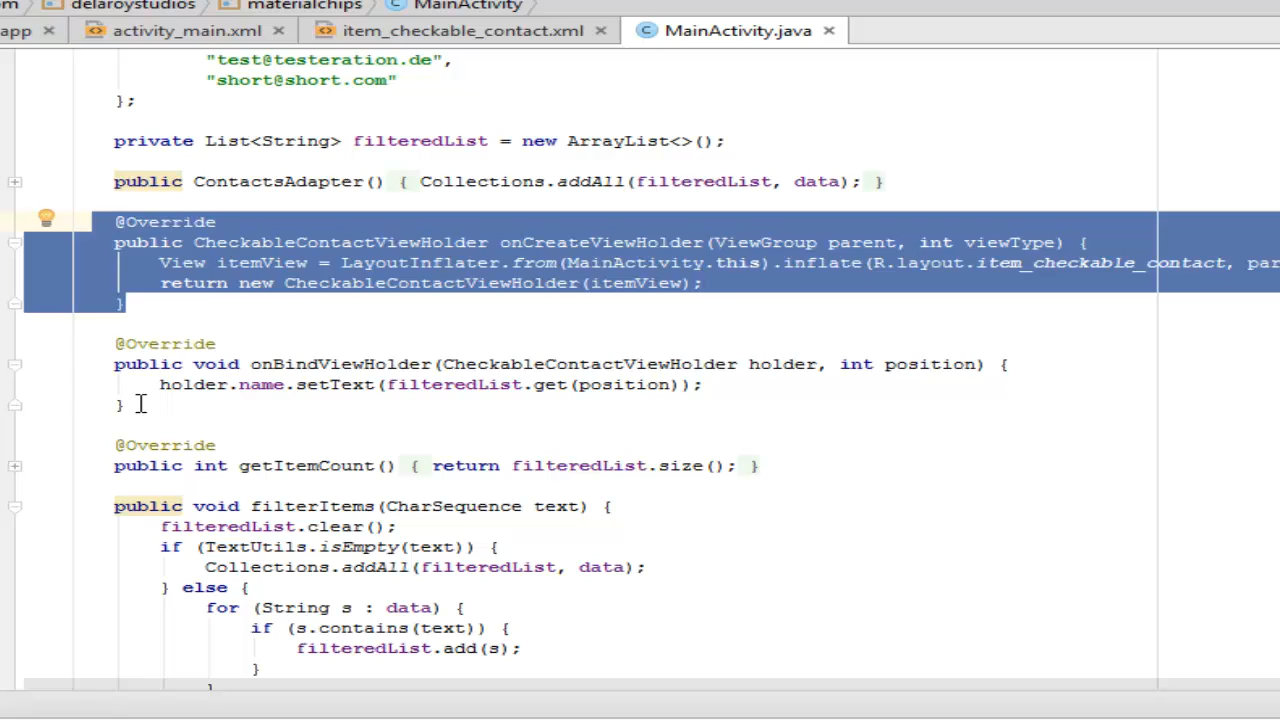 om delaroystudios materialchips MainActivity
app activity_main.xml item_checkable_contact.xml MainActivity.java
"test@testeration.de",
"short@short.com"
};
private List<String> filteredList = new ArrayList<>();
public ContactsAdapter() { Collections.addAll(filteredList, data); }
@Override
public CheckableContactViewHolder onCreateViewHolder(ViewGroup parent, int viewType) {
View itemView = LayoutInflater.from(MainActivity.this).inflate(R.layout.item_checkable_contact, par
return new CheckableContactViewHolder(itemView);
}
@Override
public void onBindViewHolder(CheckableContactViewHolder holder, int position) {
holder.name.setText(filteredList.get(position));
}
@Override
public int getItemCount() { return filteredList.size(); }
public void filterItems(CharSequence text) {
filteredList.clear();
if (TextUtils.isEmpty(text)) {
Collections.addAll(filteredList, data);
} else {
for (String s : data) {
if (s.contains(text)) {
filteredList.add(s);
}
}